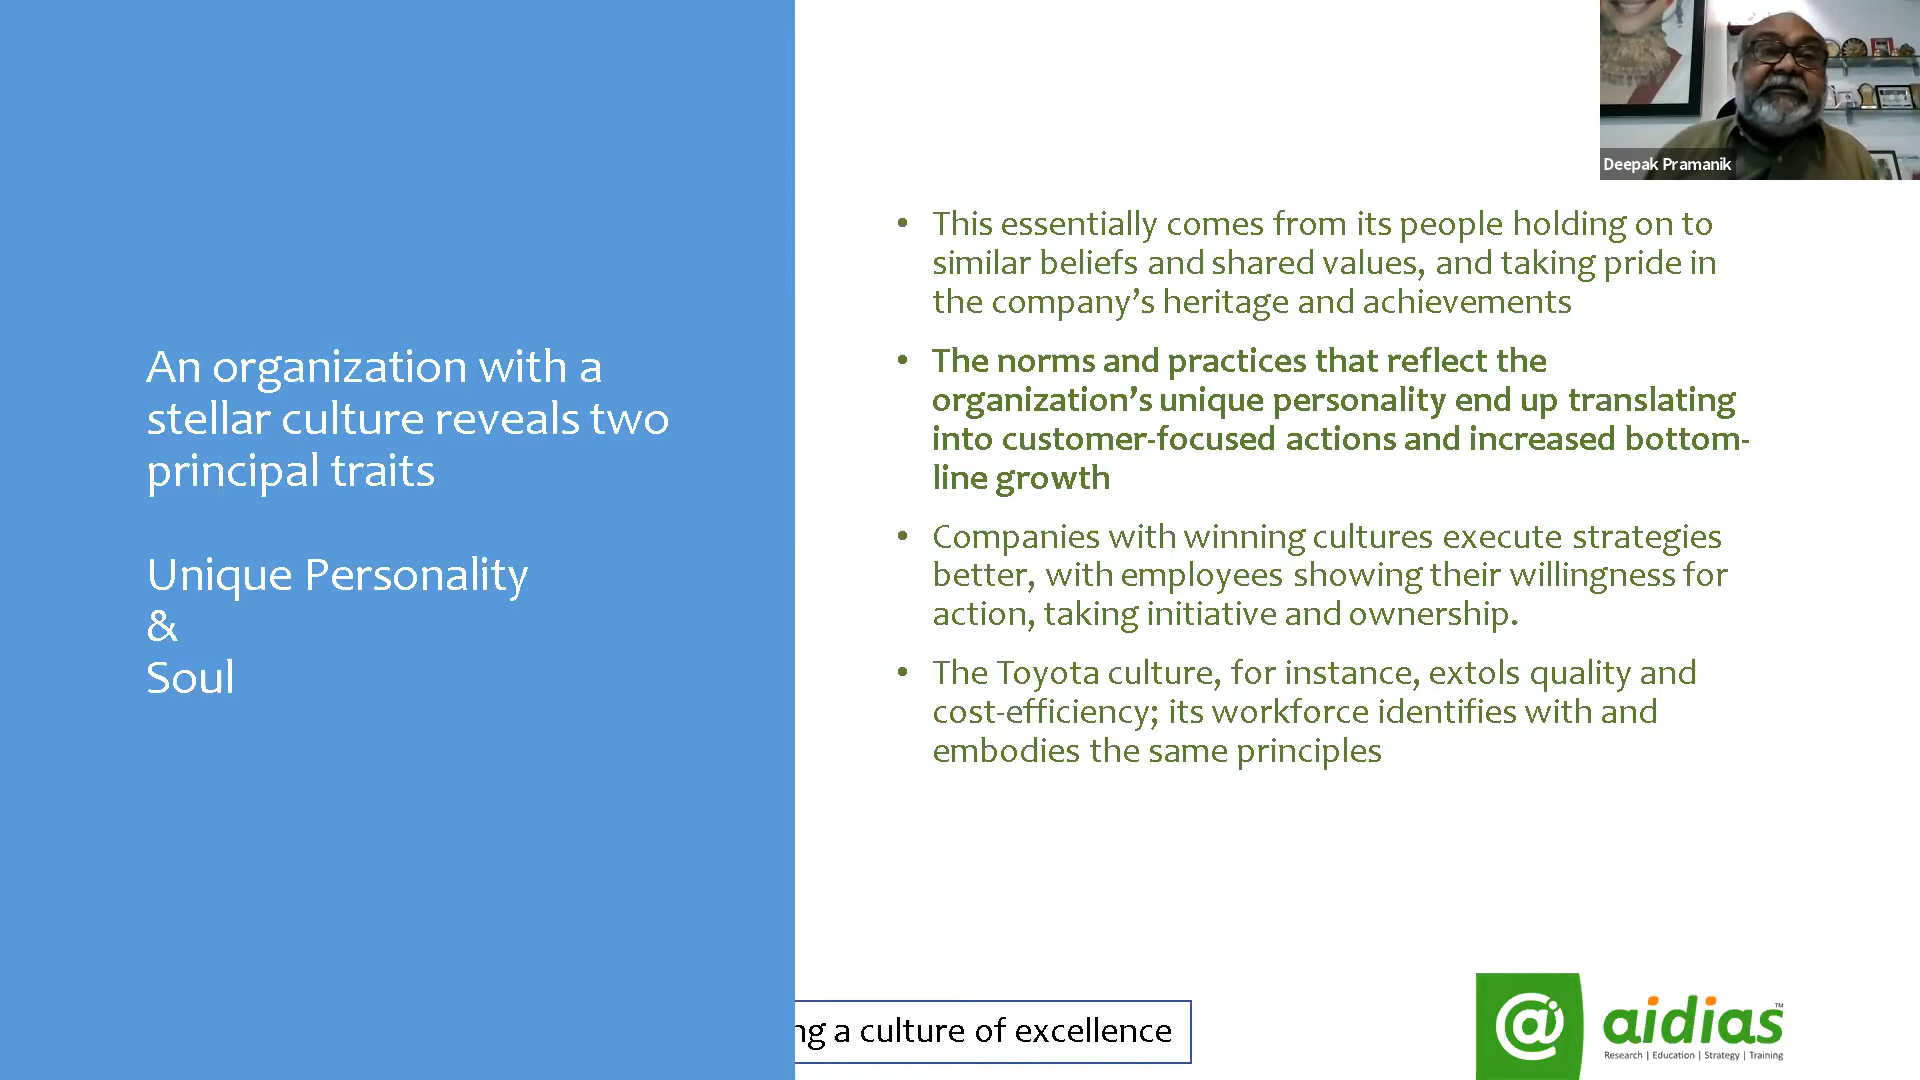 Deepak Pramanik
An organization with a
stellar culture reveals two
principal traits
Unique Personality
&
Soul
• This essentially comes from its people holding on to
similar beliefs and shared values, and taking pride in
the company’s heritage and achievements
• The norms and practices that reflect the
organization’s unique personality end up translating
into customer-focused actions and increased bottom-
line growth
• Companies with winning cultures execute strategies
better, with employees showing their willingness for
action, taking initiative and ownership.
• The Toyota culture, for instance, extols quality and
cost-efficiency; its workforce identifies with and
embodies the same principles
ng a culture of excellence
@ aidias™
Research | Education | Strategy | Training